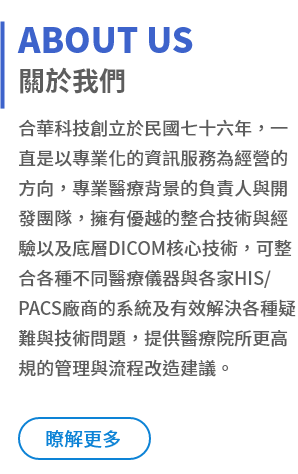 ABOUT US
關於我們
合華科技創立於民國七十六年，一
直是以專業化的資訊服務為經營的
方向，專業醫療背景的負責人與開
發團隊，擁有優越的整合技術與經
驗以及底層DICOM核心技術，可整
合各種不同醫療儀器與各家HIS/
PACS廠商的系統及有效解決各種疑
難與技術問題，提供醫療院所更高
規的管理與流程改造建議。
瞭解更多